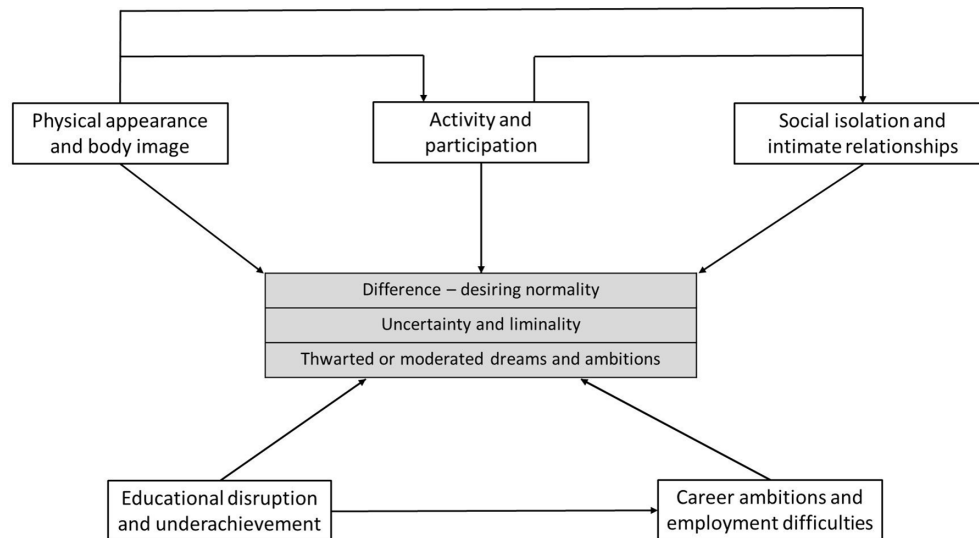 Physical appearance
and body image
Activity and
participation
Social isolation and
intimate relationships
Difference – desiring normality
Uncertainty and liminality
Thwarted or moderated dreams and ambitions
Educational disruption
and underachievement
Career ambitions and
employment difficulties